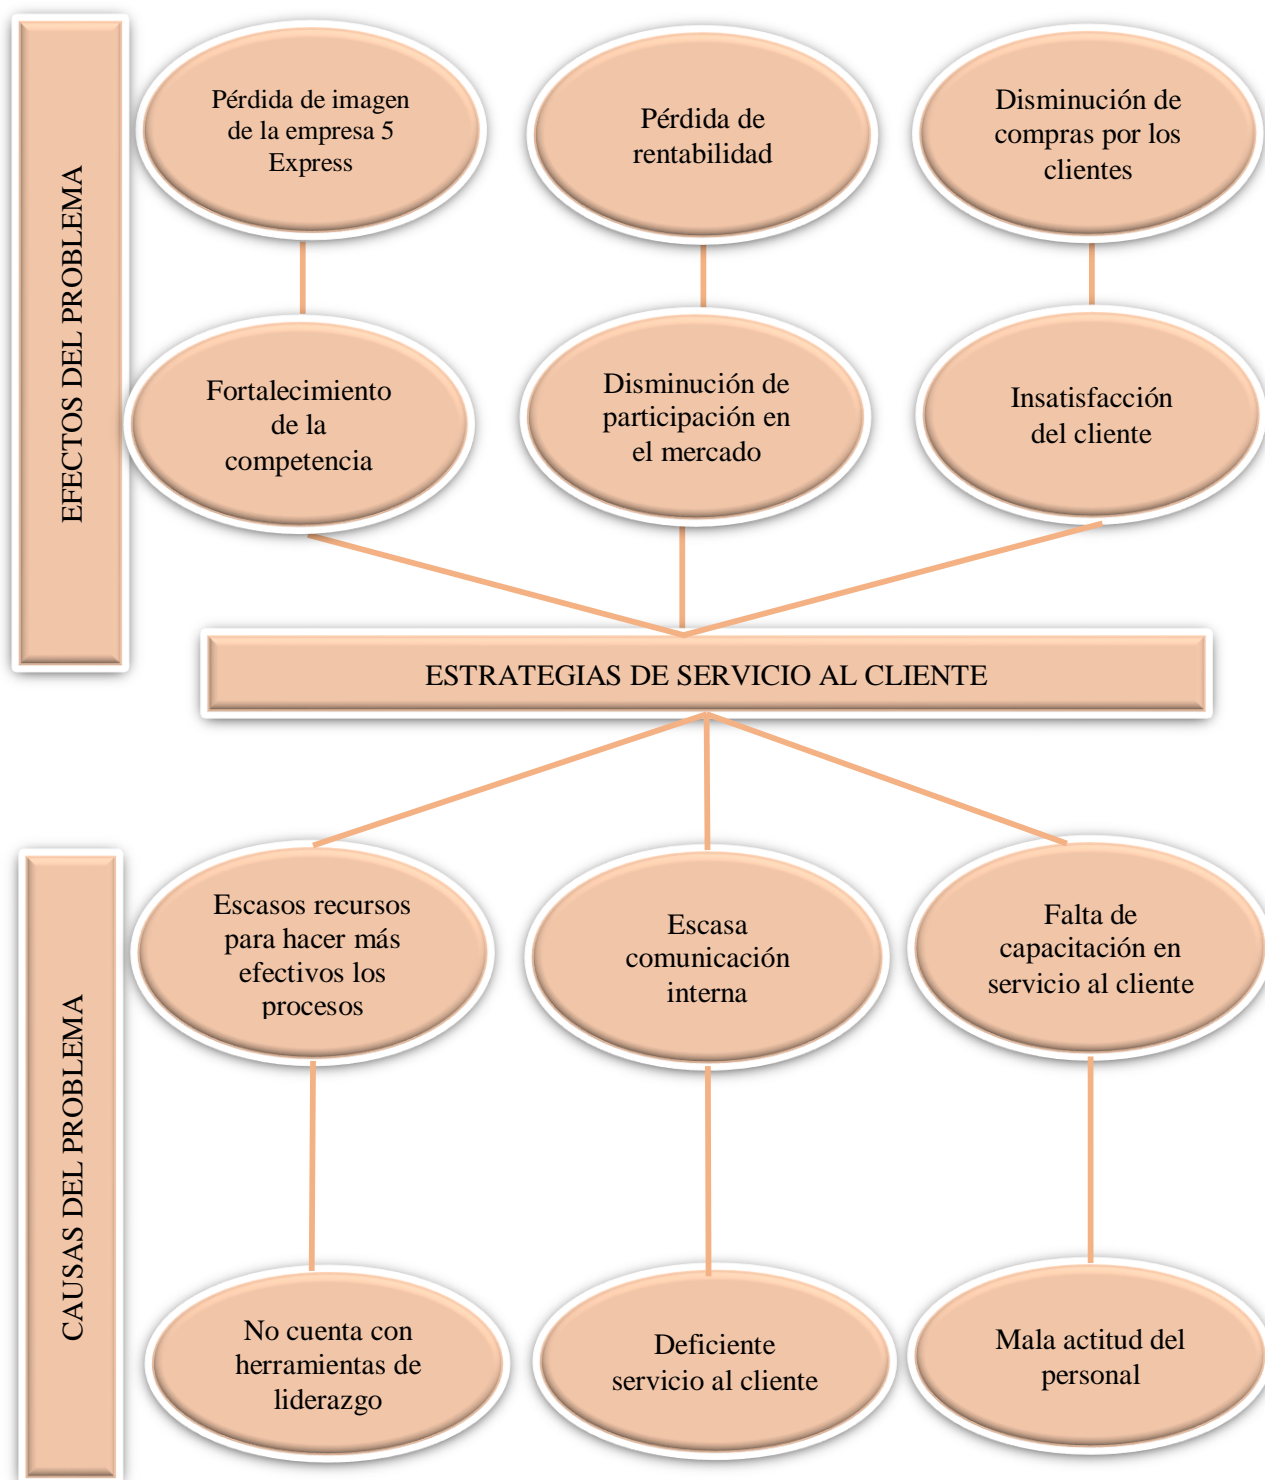 EFECTOS DEL PROBLEMA
Pérdida de imagen
de la empresa 5
Express
Pérdida de
rentabilidad
Disminución de
compras por los
clientes
Fortalecimiento
de la
competencia
Disminución de
participación en
el mercado
Insatisfacción
del cliente
ESTRATEGIAS DE SERVICIO AL CLIENTE
CAUSAS DEL PROBLEMA
Escasos recursos
para hacer más
efectivos los
procesos
Escasa
comunicación
interna
Falta de
capacitación en
servicio al cliente
No cuenta con
herramientas de
liderazgo
Deficiente
servicio al cliente
Mala actitud del
personal